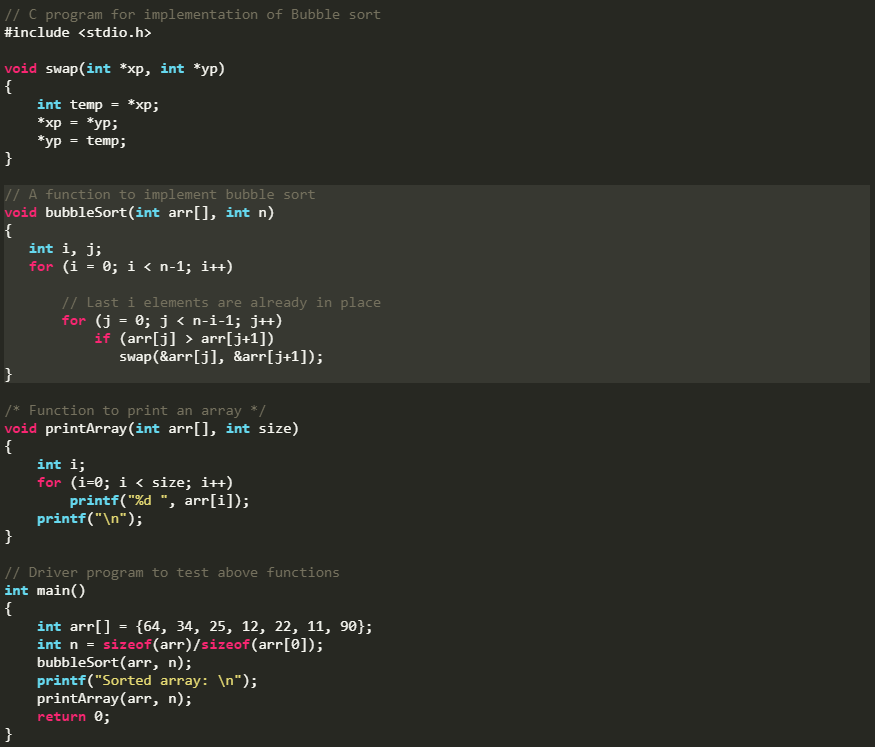 // C program for implementation of Bubble sort
#include <stdio.h>

void swap(int *xp, int *yp)
{
    int temp = *xp;
    *xp = *yp;
    *yp = temp;
}

// A function to implement bubble sort
void bubbleSort(int arr[], int n)
{
   int i, j;
   for (i = 0; i < n-1; i++)

       // Last i elements are already in place
       for (j = 0; j < n-i-1; j++)
           if (arr[j] > arr[j+1])
              swap(&arr[j], &arr[j+1]);
}

/* Function to print an array */
void printArray(int arr[], int size)
{
    int i;
    for (i=0; i < size; i++)
        printf("%d ", arr[i]);
    printf("\n");
}

// Driver program to test above functions
int main()
{
    int arr[] = {64, 34, 25, 12, 22, 11, 90};
    int n = sizeof(arr)/sizeof(arr[0]);
    bubbleSort(arr, n);
    printf("Sorted array: \n");
    printArray(arr, n);
    return 0;
}